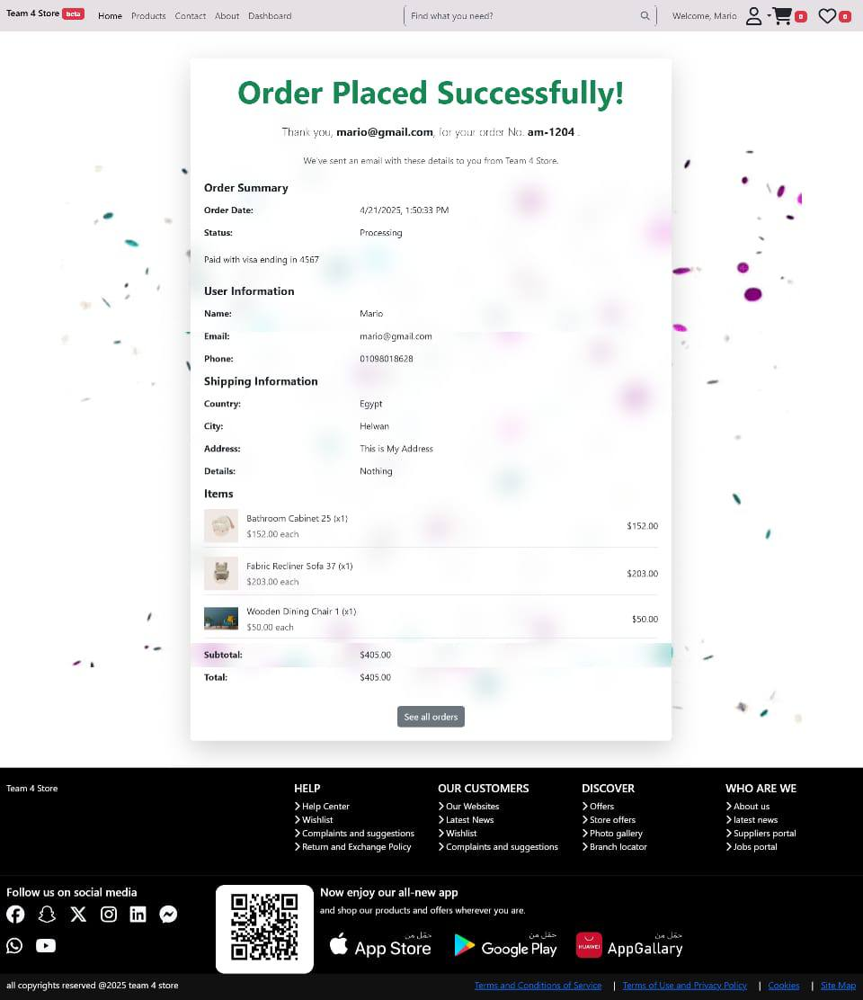 Team 4 Store beta Home Products Contact About Dashboard Find what you need? Welcome, Mario 0 0
Order Placed Successfully!
Thank you, mario@gmail.com, for your order No. am-1204 .
We've sent an email with these details to you from Team 4 Store.
Order Summary
Order Date: 4/21/2025, 1:50:33 PM
Status: Processing
Paid with visa ending in 4567
User Information
Name: Mario
Email: mario@gmail.com
Phone: 01098018628
Shipping Information
Country: Egypt
City: Helwan
Address: This is My Address
Details: Nothing
Items
Bathroom Cabinet 25 (x1)
$152.00 each
$152.00
Fabric Recliner Sofa 37 (x1)
$203.00 each
$203.00
Wooden Dining Chair 1 (x1)
$50.00 each
$50.00
Subtotal: $405.00
Total: $405.00
See all orders
Team 4 Store
HELP
Help Center
Wishlist
Complaints and suggestions
Return and Exchange Policy
OUR CUSTOMERS
Our Websites
Latest News
Wishlist
Complaints and suggestions
DISCOVER
Offers
Store offers
Photo gallery
Branch locator
WHO ARE WE
About us
latest news
Suppliers portal
Jobs portal
Follow us on social media
Now enjoy our all-new app
and shop our products and offers wherever you are.
حمّل من
App Store
حمّل من
Google Play
HUAWEI
حمّل من
AppGallary
all copyrights reserved @2025 team 4 store
Terms and Conditions of Service | Terms of Use and Privacy Policy | Cookies | Site Map